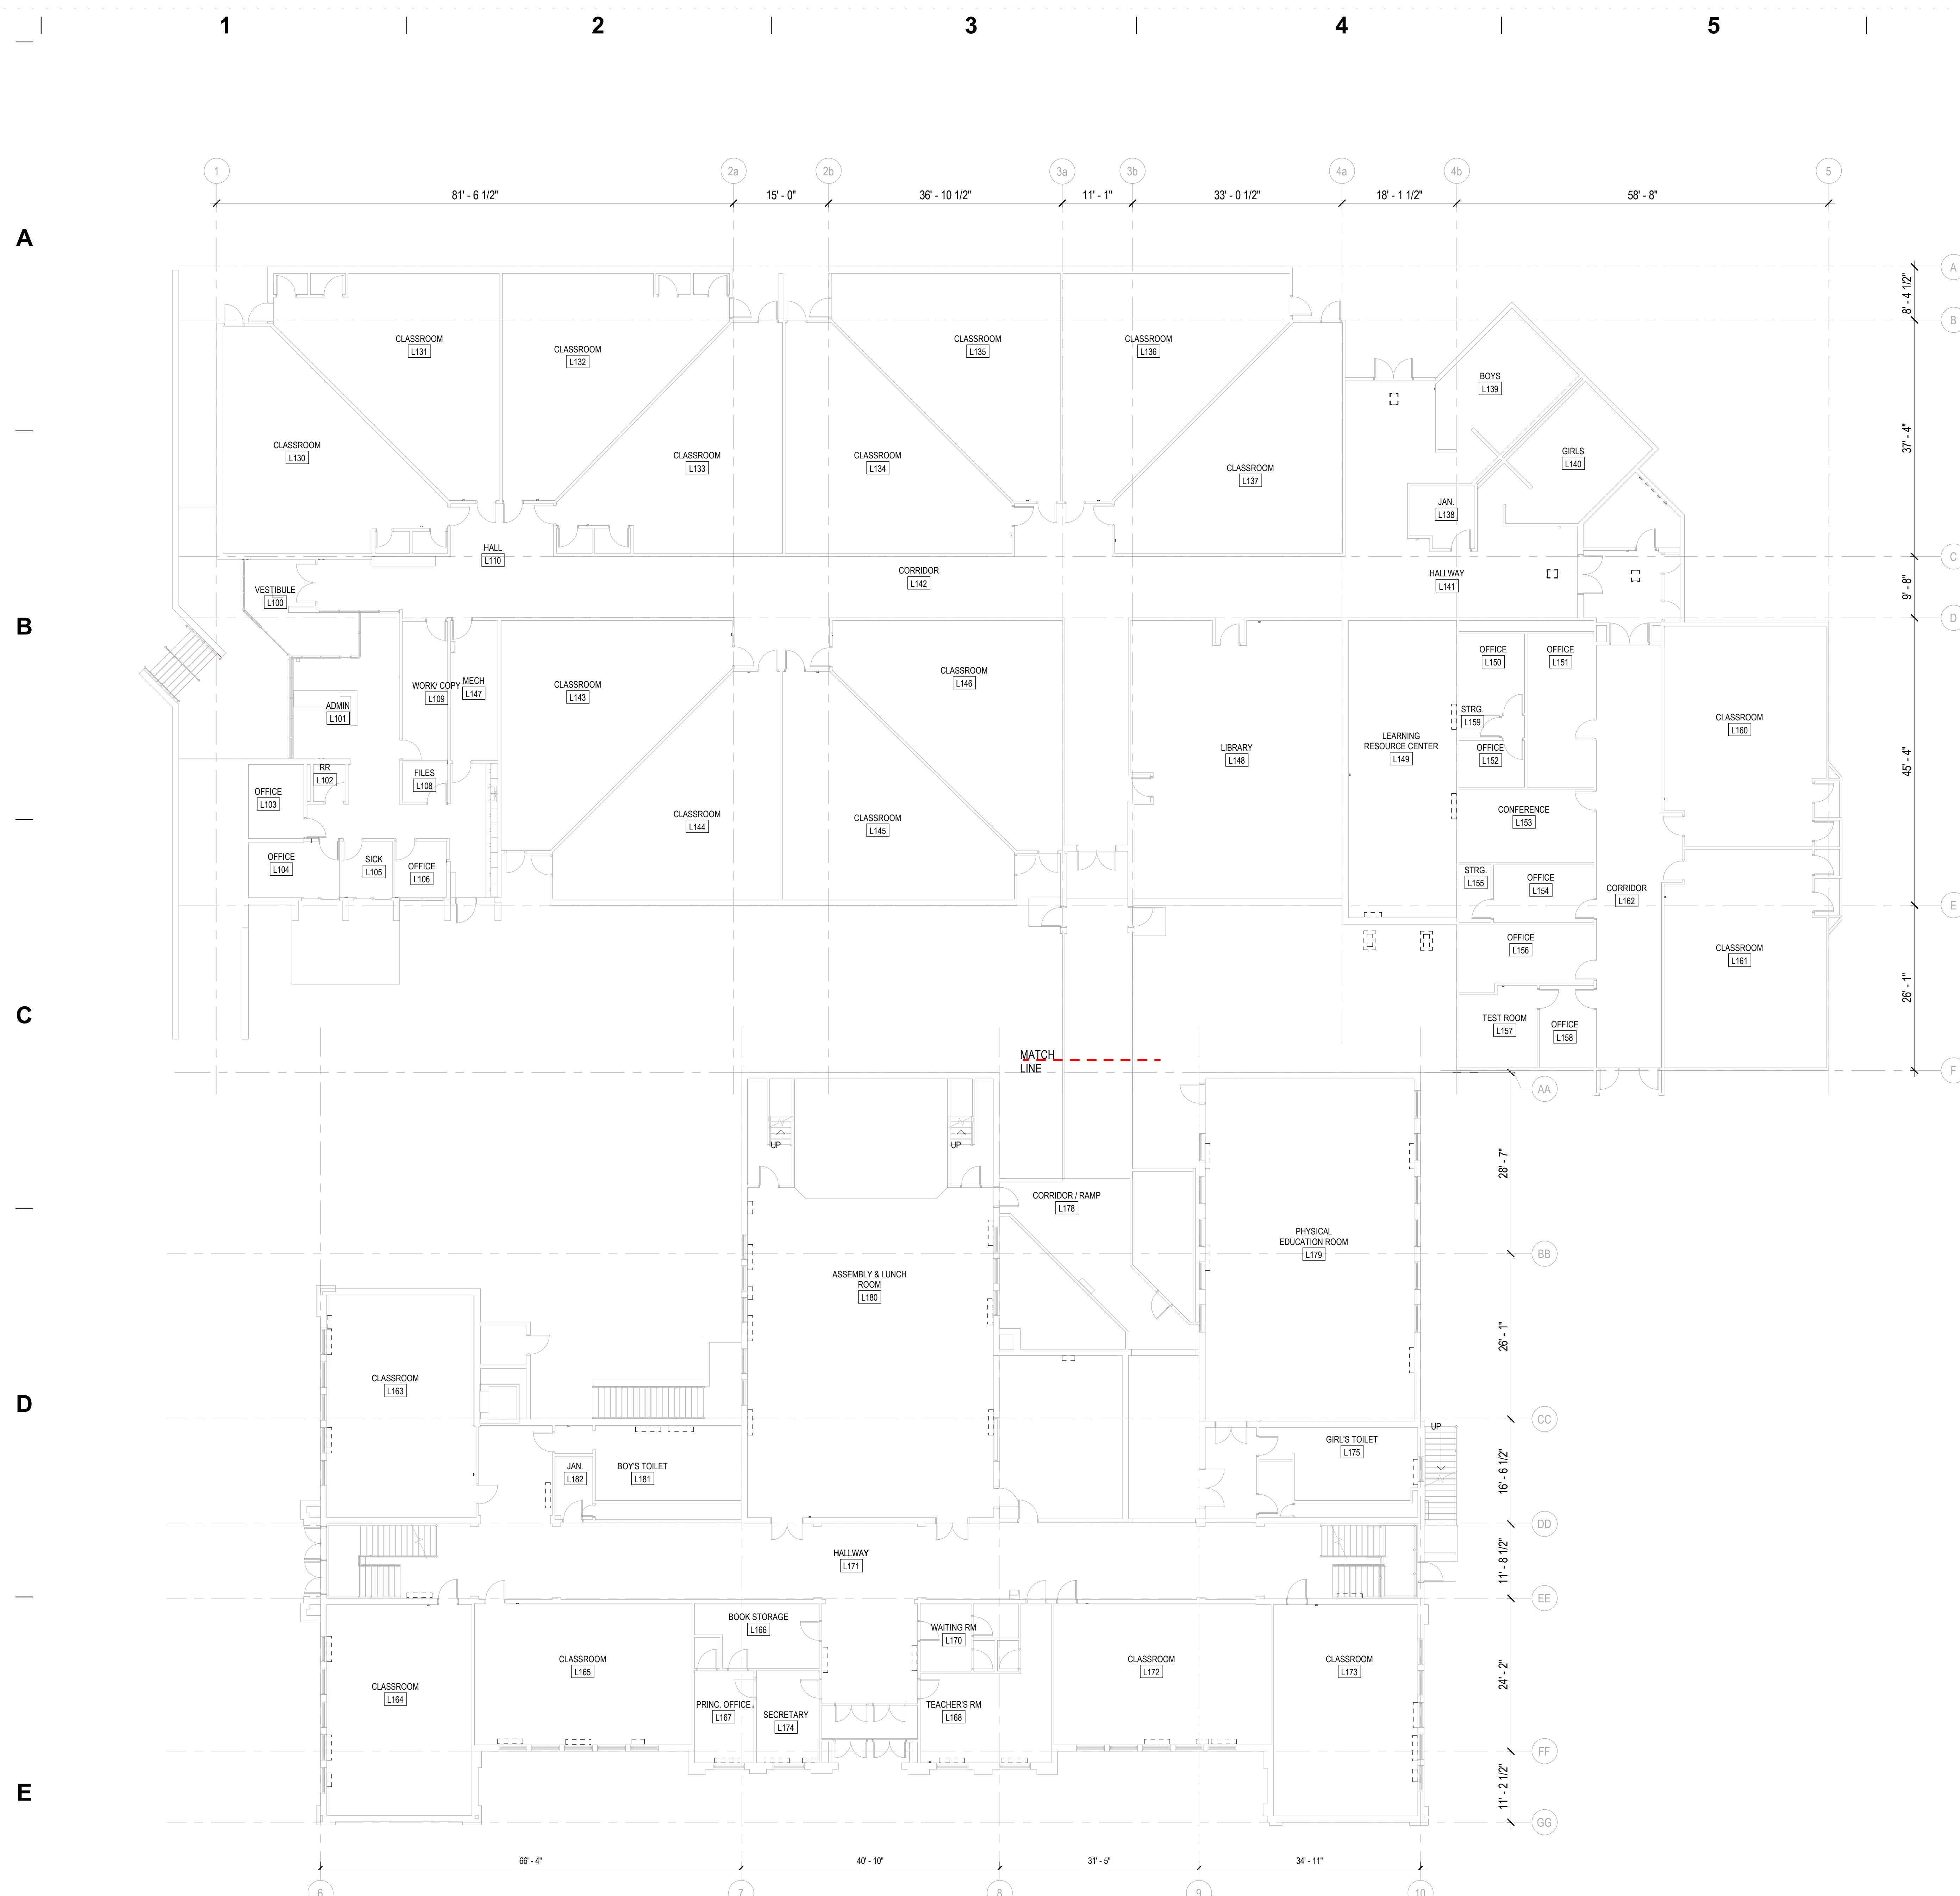 1 2 3 4 5
1 2a 2b 3a 3b 4a 4b 5
81' - 6 1/2" 15' - 0" 36' - 10 1/2" 11' - 1" 33' - 0 1/2" 18' - 1 1/2" 58' - 8"
A
A
8' - 4 1/2"
B
CLASSROOM CLASSROOM CLASSROOM CLASSROOM
L131 L132 L135 L136
BOYS
L139
37' - 4"
CLASSROOM CLASSROOM CLASSROOM CLASSROOM GIRLS
L130 L133 L134 L137 L140
JAN.
L138
HALL
L110
C
CORRIDOR HALLWAY
L142 L141
VESTIBULE
L100
9' - 8"
B
D
OFFICE OFFICE
L150 L151
CLASSROOM CLASSROOM
L143 L146
WORK/ COPY MECH
L109 L147
ADMIN
L101
STRG.
L159
CLASSROOM
L160
LEARNING
RESOURCE CENTER
L149
LIBRARY
L148
OFFICE
L152
45' - 4"
RR
L102
FILES
L108
OFFICE
L103
CONFERENCE
L153
CLASSROOM CLASSROOM
L144 L145
OFFICE
L104
SICK
L105
OFFICE
L106
STRG.
L155
OFFICE
L154
CORRIDOR
L162
E
OFFICE
L156
CLASSROOM
L161
26' - 1"
C
TEST ROOM
L157
OFFICE
L158
MATCH
LINE
F
AA
UP UP
28' - 7"
CORRIDOR / RAMP
L178
PHYSICAL
EDUCATION ROOM
L179
BB
ASSEMBLY & LUNCH
ROOM
L180
26' - 1"
CLASSROOM
L163
D
CC
UP
GIRL'S TOILET
L175
JAN.
L182
BOY'S TOILET
L181
16' - 6 1/2"
DD
HALLWAY
L171
11' - 8 1/2"
EE
BOOK STORAGE
L166
WAITING RM
L170
CLASSROOM CLASSROOM CLASSROOM
L165 L172 L173
CLASSROOM
L164
24' - 2"
PRINC. OFFICE
L167
SECRETARY
L174
TEACHER'S RM
L168
FF
E
11' - 2 1/2"
GG
66' - 4" 40' - 10" 31' - 5" 34' - 11"
6 7 8 9 10